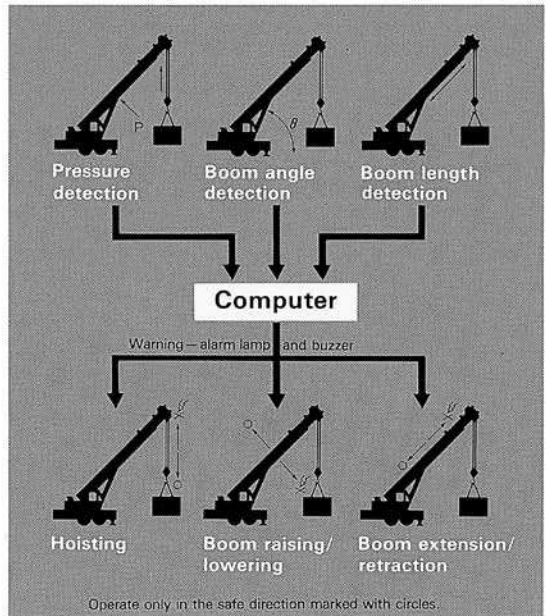 P
θ
Pressure
detection
Boom angle
detection
Boom length
detection
Computer
Warning — alarm lamp and buzzer
Hoisting
Boom raising/
lowering
Boom extension/
retraction
Operate only in the safe direction marked with circles.